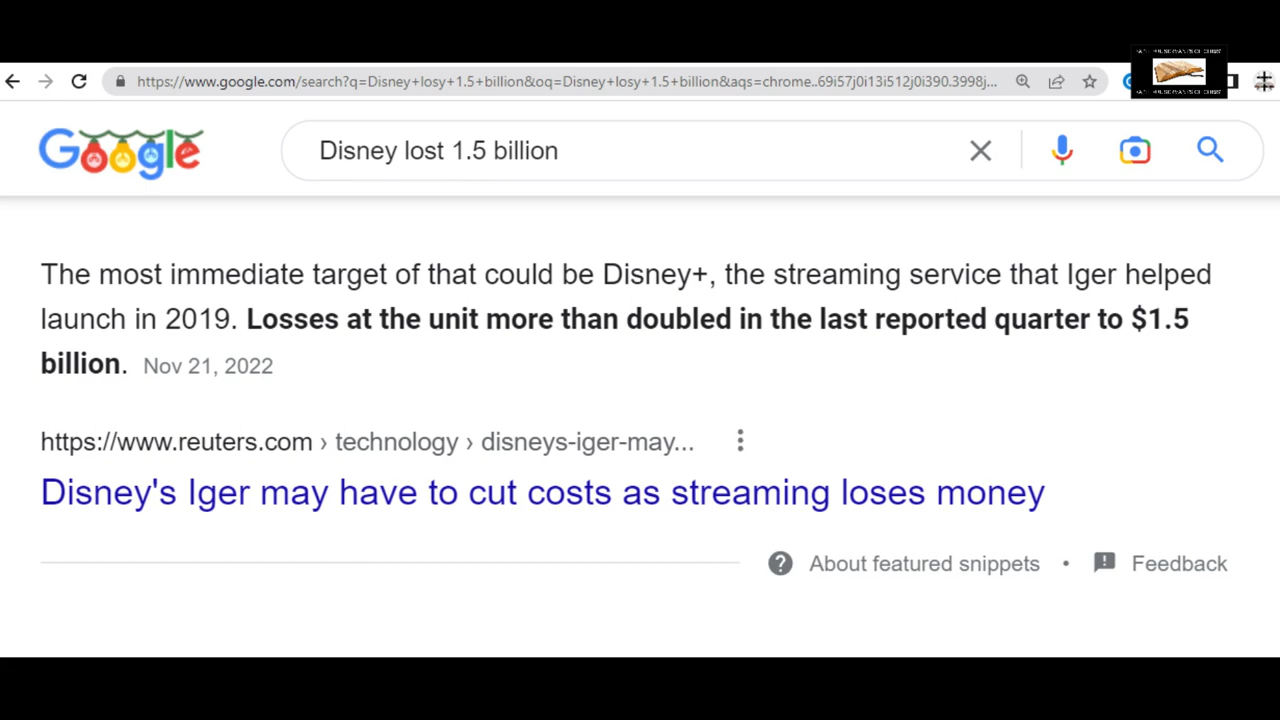 https://www.google.com/search?q=Disney+losy+1.5+billion&oq=Disney+losy+1.5+billion&aqs=chrome..69i57j0i13i512j0i390.3998j...
Google
Disney lost 1.5 billion
The most immediate target of that could be Disney+, the streaming service that Iger helped
launch in 2019. Losses at the unit more than doubled in the last reported quarter to $1.5
billion. Nov 21, 2022
https://www.reuters.com › technology › disneys-iger-may...
Disney's Iger may have to cut costs as streaming loses money
About featured snippets • Feedback